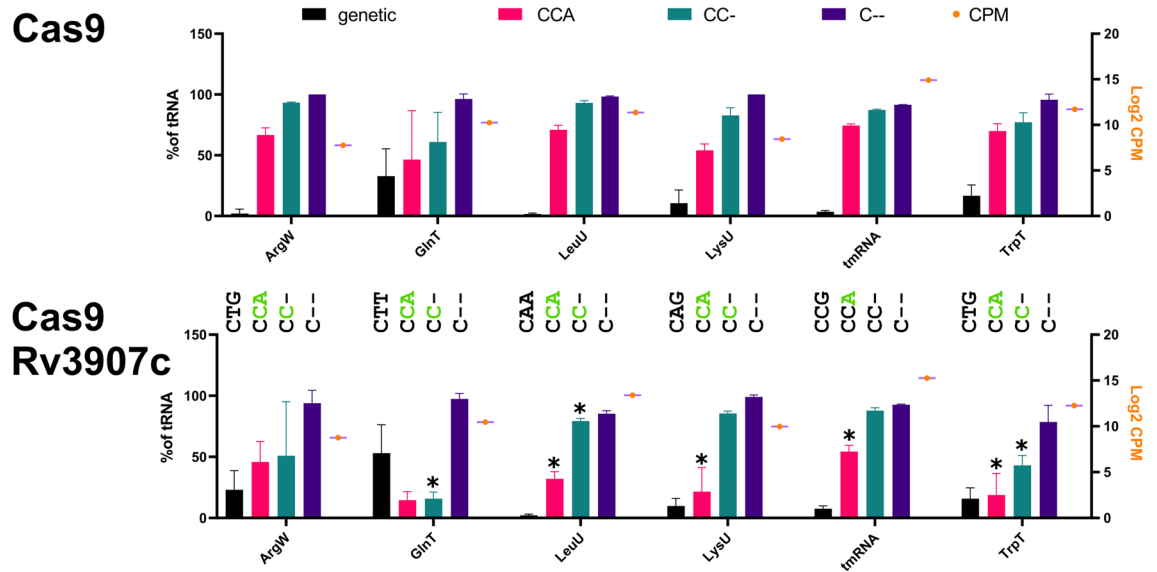 Cas9
genetic CCA CC- C-- CPM
150 20
15
100
10
50
5
0 0
%of tRNA
Log2 CPM
ArgW GlnT LeuU LysU tmRNA TrpT
Cas9
Rv3907c
CTG CCA CC- C-- CTT CCA CC- C-- CAA CCA CC- C-- CAG CCA CC- C-- CCG CCA CC- C-- CTG CCA CC- C--
150 20
15
100
10
50
5
0 0
%of tRNA
Log2 CPM
* * * * * * *
ArgW GlnT LeuU LysU tmRNA TrpT